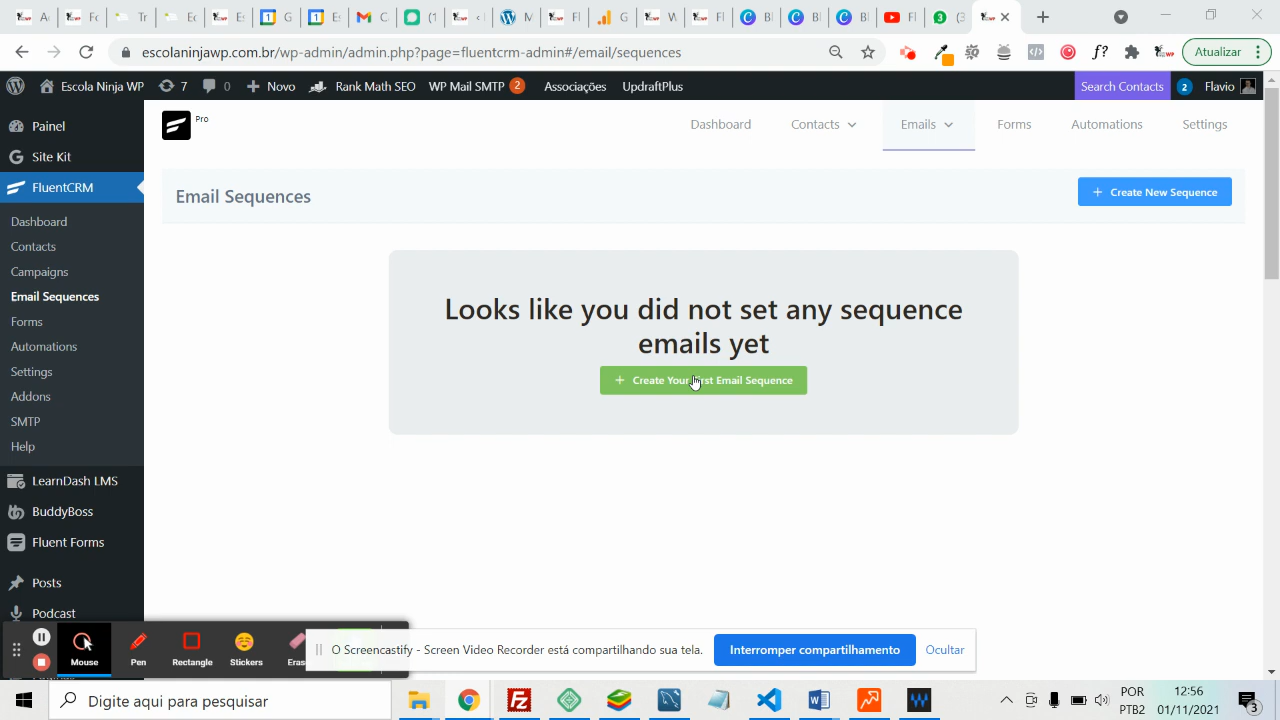 escolaninjawp.com.br/wp-admin/admin.php?page=fluentcrm-admin#/email/sequences
Atualizar
Escola Ninja WP
7
0
Novo
Rank Math SEO
WP Mail SMTP 2
Associações
UpdraftPlus
Search Contacts
2
Flavio
Painel
Site Kit
FluentCRM
Dashboard
Contacts
Campaigns
Email Sequences
Forms
Automations
Settings
Addons
SMTP
Help
LearnDash LMS
BuddyBoss
Fluent Forms
Posts
Podcast
Pro
Dashboard
Contacts
Emails
Forms
Automations
Settings
Email Sequences
+ Create New Sequence
Looks like you did not set any sequence
emails yet
+ Create Your First Email Sequence
Mouse
Pen
Rectangle
Stickers
Eras
O Screencastify - Screen Video Recorder está compartilhando sua tela.
Interromper compartilhamento
Ocultar
Digite aqui para pesquisar
POR
PTB2
12:56
01/11/2021
3